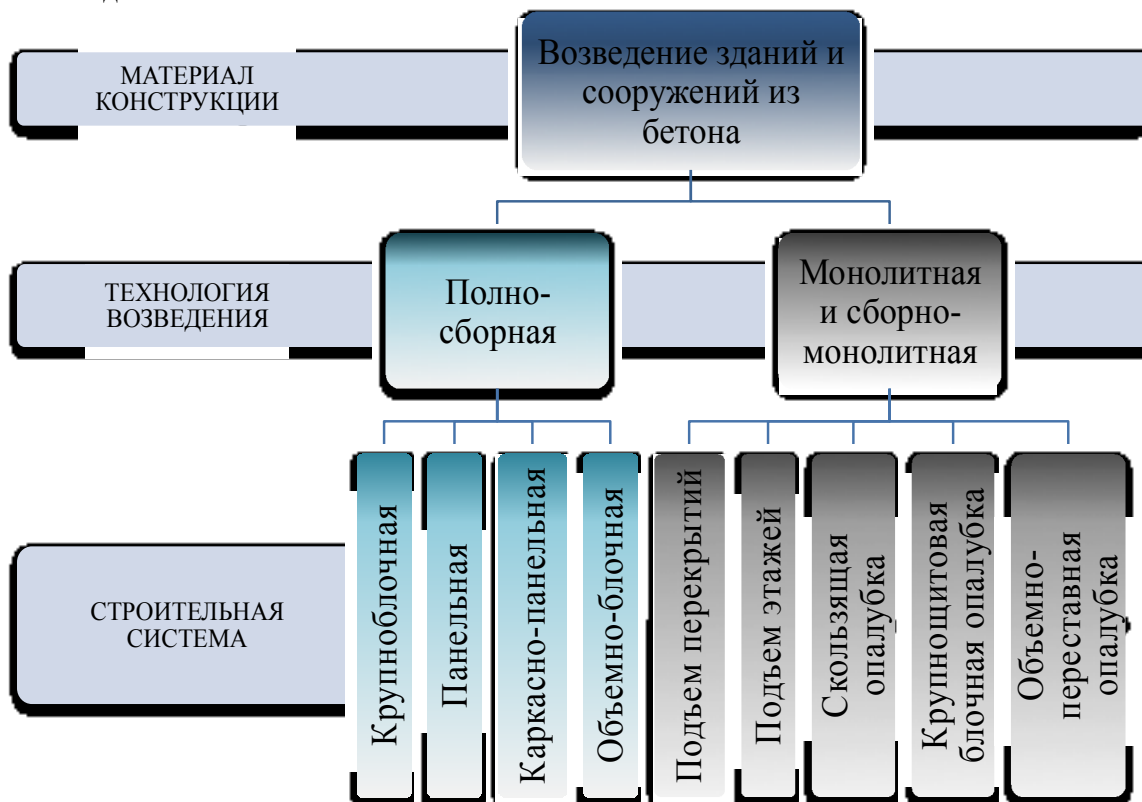 МАТЕРИАЛ
КОНСТРУКЦИИ
Возведение зданий и
сооружений из
бетона
ТЕХНОЛОГИЯ
ВОЗВЕДЕНИЯ
Полно-
сборная
Монолитная
и сборно-
монолитная
СТРОИТЕЛЬНАЯ
СИСТЕМА
Крупноблочная
Панельная
Каркасно-панельная
Объемно-блочная
Подъем перекрытий
Подъем этажей
Скользящая
опалубка
Крупнощитовая
блочная опалубка
Объемно-
переставная
опалубка